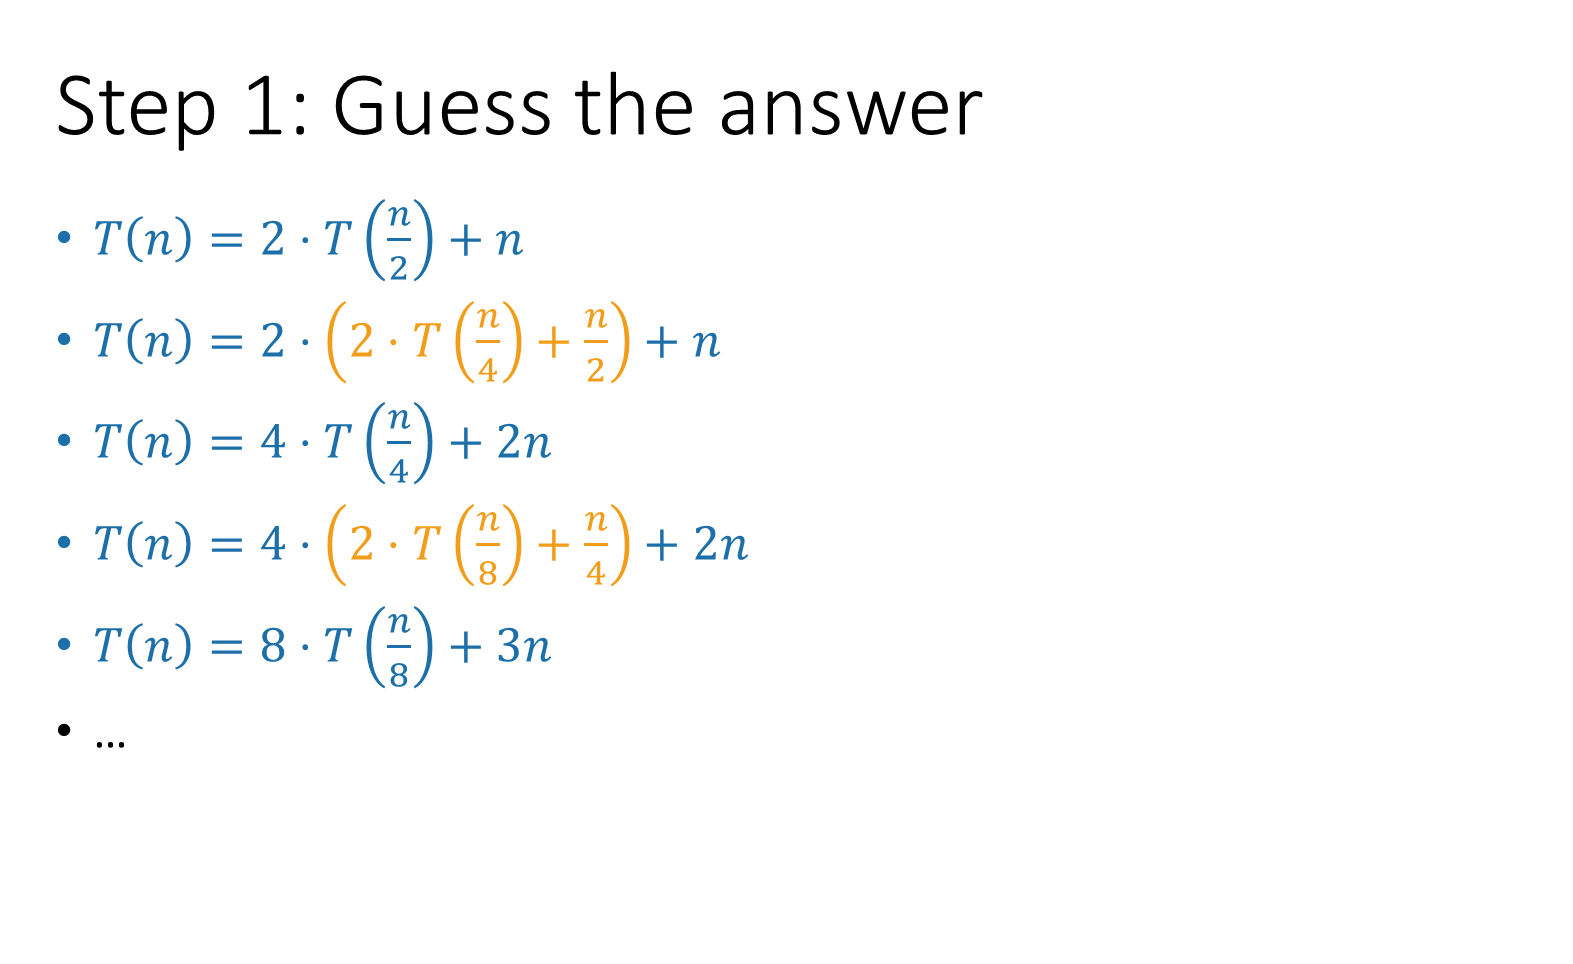 Step 1: Guess the answer
• T(n) = 2 · T(n/2) + n
• T(n) = 2 · (2 · T(n/4) + n/2) + n
• T(n) = 4 · T(n/4) + 2n
• T(n) = 4 · (2 · T(n/8) + n/4) + 2n
• T(n) = 8 · T(n/8) + 3n
• …